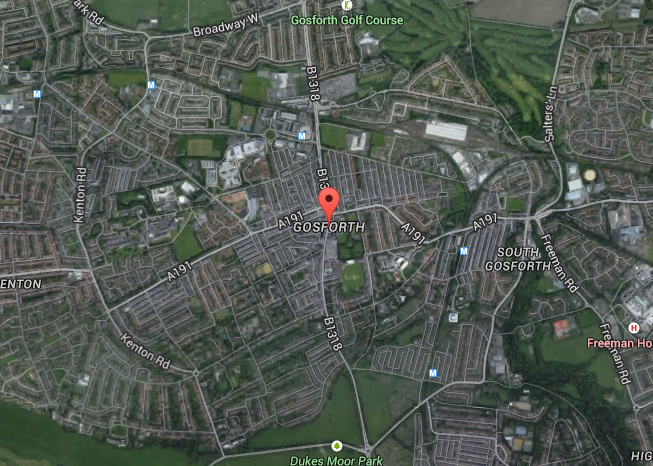 ark Rd
Broadway W
Gosforth Golf Course
M
M
B1318
Salters' Ln
M
Kenton Rd
B13
A191
GOSFORTH
A191
A191
A191
M
SOUTH
GOSFORTH
ENTON
Freeman Rd
B1318
Kenton Rd
H
Freeman Ho
Freeman Rd
M
Dukes Moor Park
HIG